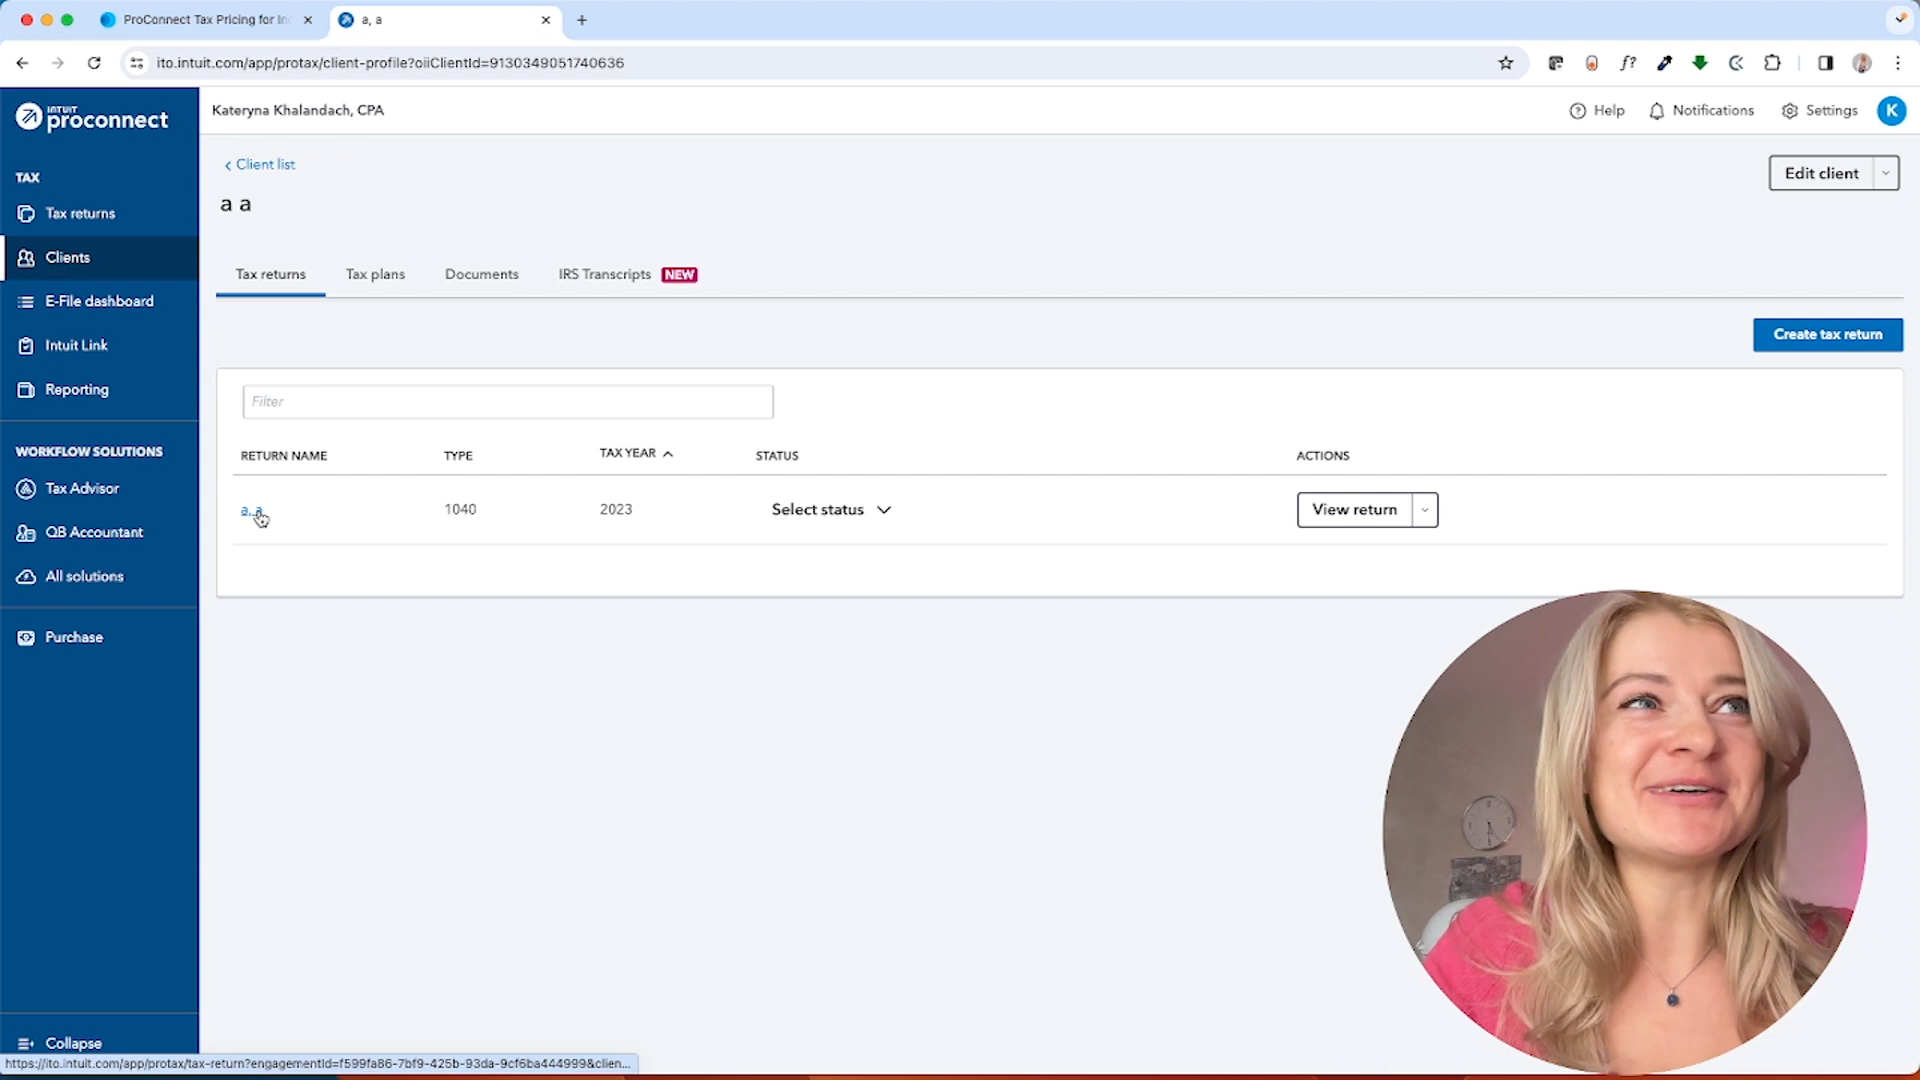 ProConnect Tax Pricing for In
a, a
ito.intuit.com/app/protax/client-profile?oiiClientId=9130349051740636
f?
INTUIT
proconnect
Kateryna Khalandach, CPA
Help
Notifications
Settings
K
TAX
Tax returns
Clients
E-File dashboard
Intuit Link
Reporting
WORKFLOW SOLUTIONS
Tax Advisor
QB Accountant
All solutions
Purchase
Collapse
Client list
Edit client
a a
Tax returns
Tax plans
Documents
IRS Transcripts NEW
Create tax return
Filter
RETURN NAME
TYPE
TAX YEAR
STATUS
ACTIONS
a, a
1040
2023
Select status
View return
https://ito.intuit.com/app/protax/tax-return?engagementId=f599fa86-7bf9-425b-93da-9cf6ba444999&clien...